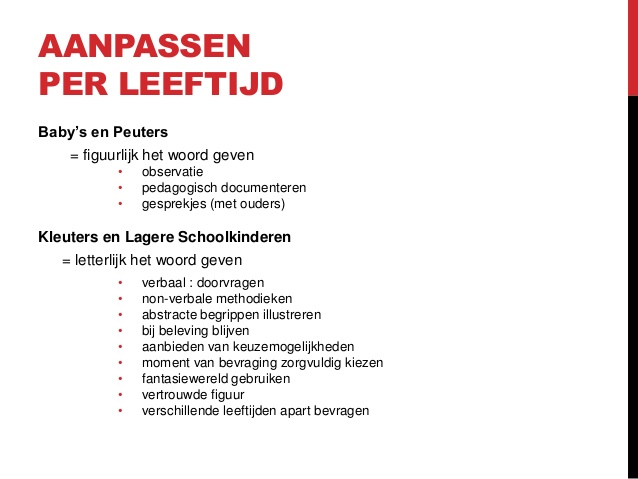 AANPASSEN
PER LEEFTIJD
Baby's en Peuters
= figuurlijk het woord geven
• observatie
• pedagogisch documenteren
• gesprekjes (met ouders)
Kleuters en Lagere Schoolkinderen
= letterlijk het woord geven
• verbaal : doorvragen
• non-verbale methodieken
• abstracte begrippen illustreren
• bij beleving blijven
• aanbieden van keuzemogelijkheden
• moment van bevraging zorgvuldig kiezen
• fantasiewereld gebruiken
• vertrouwde figuur
• verschillende leeftijden apart bevragen